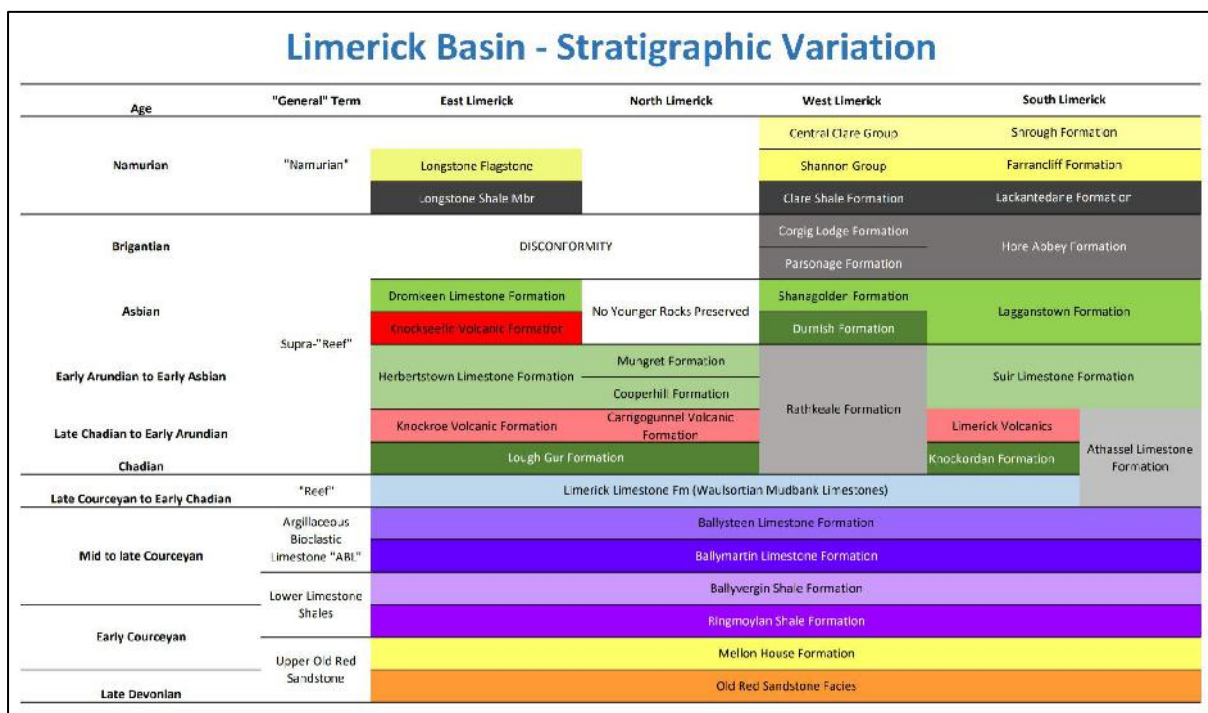 Limerick Basin - Stratigraphic Variation
Age "General" Term East Limerick North Limerick West Limerick South Limerick
Central Clare Group Shrough Formation
Namurian "Namurian" Longstone Flagstone Shannon Group Farrancliff Formation
Longstone Shale Mbr Clare Shale Formation Lackantedane Formation
Corgig Lodge Formation
Brigantian DISCONFORMITY Hore Abbey Formation
Parsonage Formation
Dromkeen Limestone Formation Shanagolden Formation
Asbian No Younger Rocks Preserved Lagganstown Formation
Knockseefin Volcanic Formation Durnish Formation
Supra-"Reef"
Mungret Formation
Early Arundian to Early Asbian Herbertstown Limestone Formation Suir Limestone Formation
Cooperhill Formation
Rathkeale Formation
Late Chadian to Early Arundian Knockroe Volcanic Formation Carrigogunnel Volcanic
Formation Limerick Volcanics
Athassel Limestone
Formation
Chadian Lough Gur Formation Knockordan Formation
Late Courceyan to Early Chadian "Reef" Limerick Limestone Fm (Waulsortian Mudbank Limestones)
Argillaceous
Bioclastic
Limestone "ABL"
Ballysteen Limestone Formation
Mid to late Courceyan
Ballymartin Limestone Formation
Lower Limestone
Shales
Ballyvergin Shale Formation
Early Courceyan
Ringmoylan Shale Formation
Upper Old Red
Sandstone
Mellon House Formation
Late Devonian Old Red Sandstone Facies